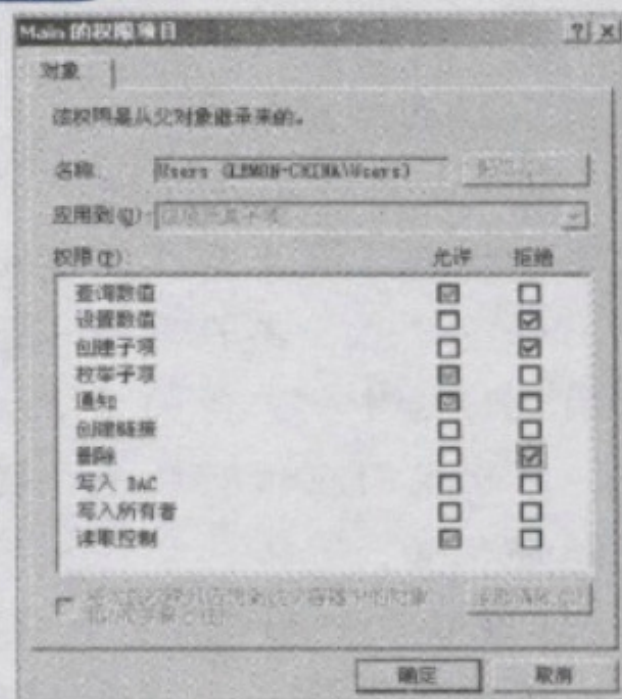 Main 的权限项目
对象
该权限是从父对象继承来的。
名称: Users (LEMON-CHINA\Users)
应用到(O):
权限(P): 允许 拒绝
查询数值
设置数值
创建子项
枚举子项
通知
创建链接
删除
写入 DAC
写入所有者
读取控制
确定 取消